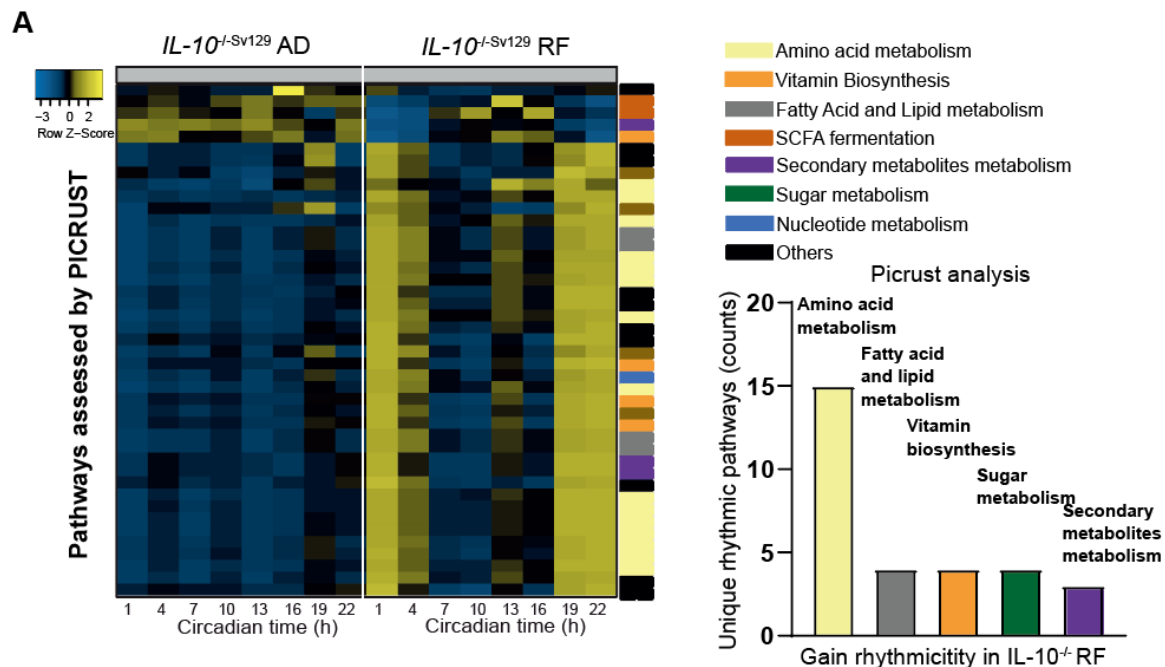 A
IL-10-/-Sv129 AD
IL-10-/-Sv129 RF
−3 0 2
Row Z−Score
Pathways assessed by PICRUST
1 4 7 10 13 16 19 22
Circadian time (h)
1 4 7 10 13 16 19 22
Circadian time (h)
Amino acid metabolism
Vitamin Biosynthesis
Fatty Acid and Lipid metabolism
SCFA fermentation
Secondary metabolites metabolism
Sugar metabolism
Nucleotide metabolism
Others
Picrust analysis
Unique rhythmic pathways (counts)
20
15
10
5
0
Amino acid
metabolism
Fatty acid
and lipid
metabolism
Vitamin
biosynthesis
Sugar
metabolism
Secondary
metabolites
metabolism
Gain rhythmicitity in IL-10-/- RF